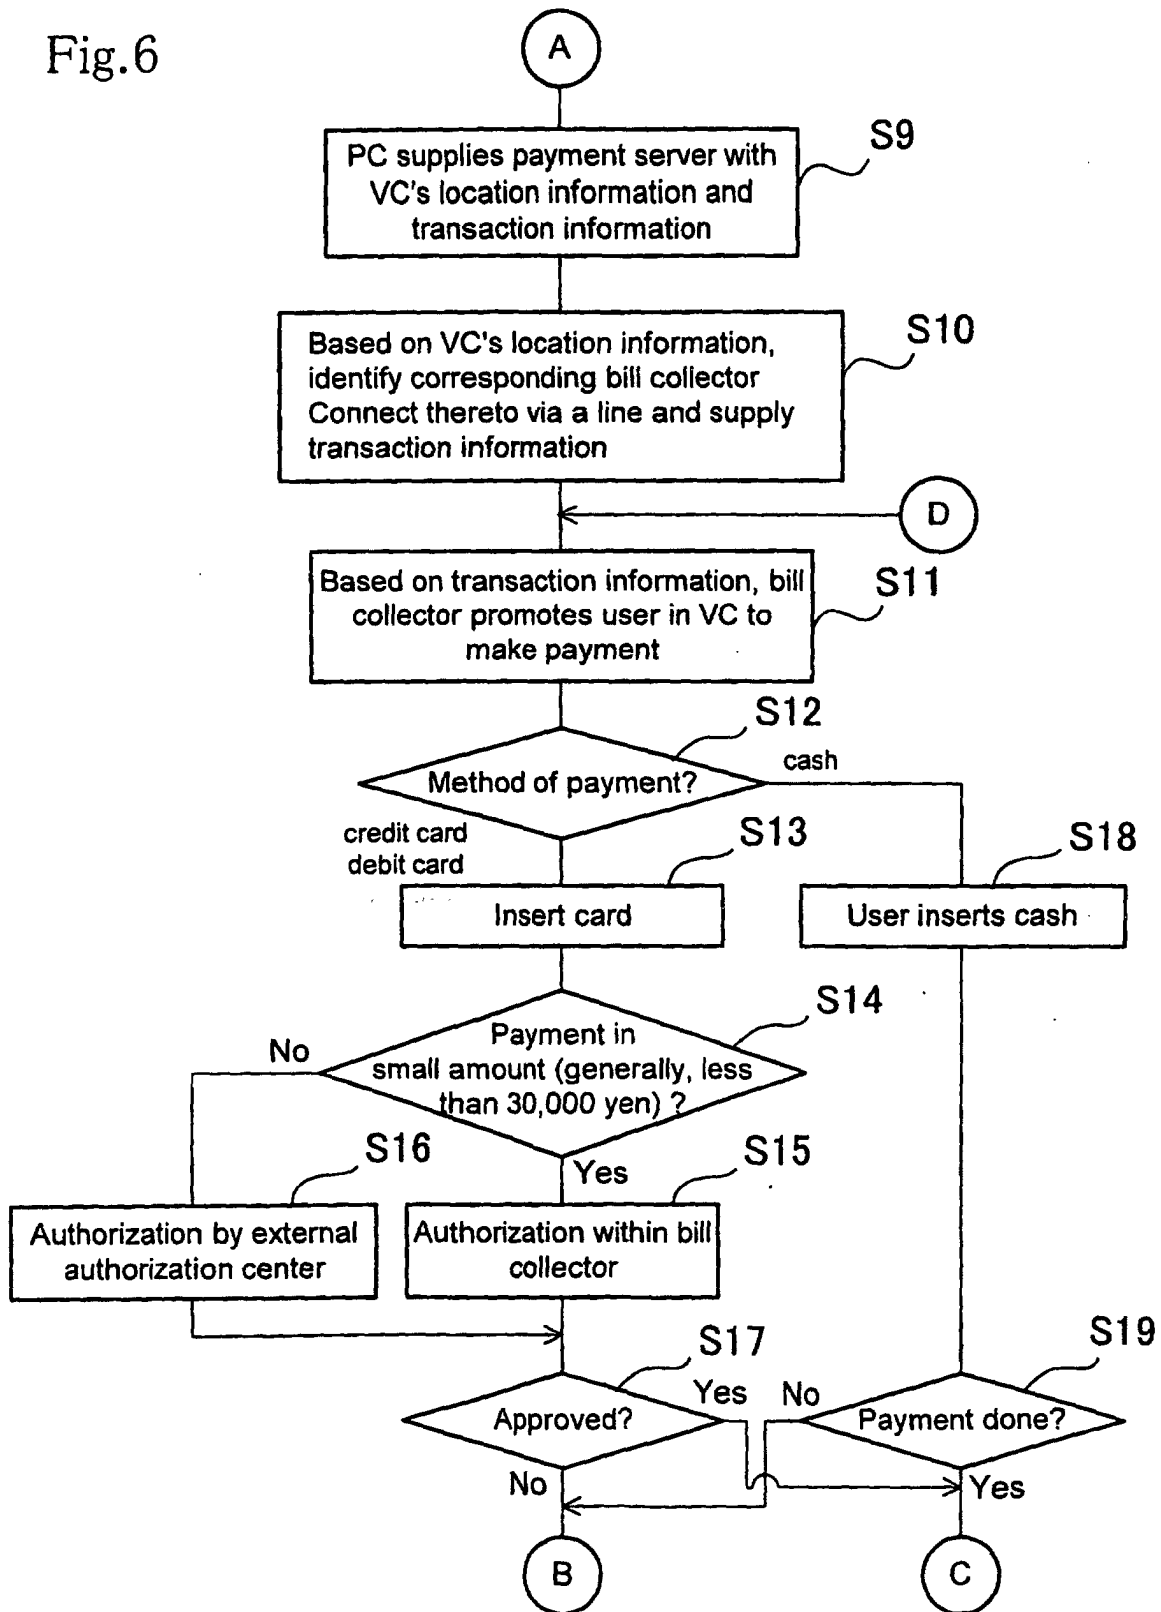 Fig.6
A
S9
PC supplies payment server with
VC's location information and
transaction information
S10
Based on VC's location information,
identify corresponding bill collector
Connect thereto via a line and supply
transaction information
D
S11
Based on transaction information, bill
collector promotes user in VC to
make payment
S12
Method of payment?
cash
credit card
debit card
S13
S18
Insert card
User inserts cash
S14
No
Payment in
small amount (generally, less
than 30,000 yen) ?
Yes
S16
S15
Authorization by external
authorization center
Authorization within bill
collector
S17
S19
Approved?
Yes
No
Payment done?
No
Yes
B
C